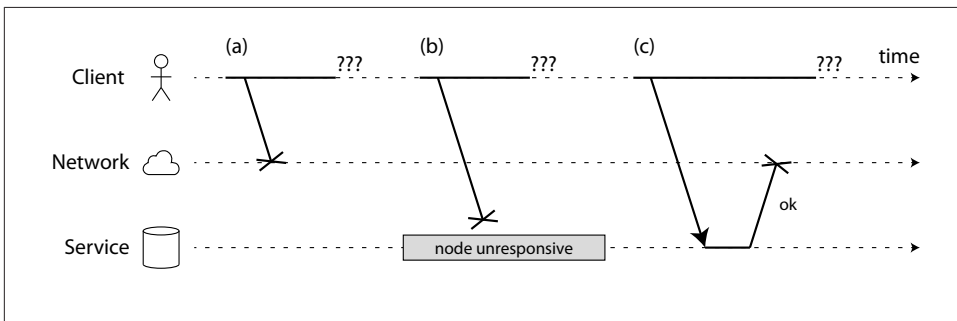 (a) (b) (c)
??? ??? ??? time
Client
Network
ok
Service
node unresponsive